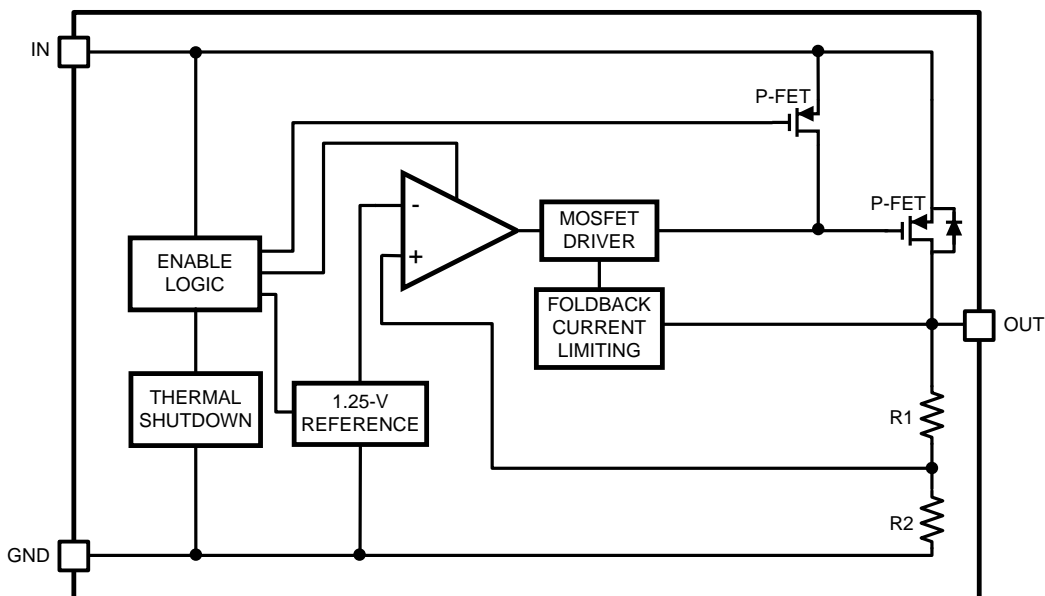 IN
P-FET
P-FET
-
+
MOSFET
DRIVER
ENABLE
LOGIC
FOLDBACK
CURRENT
LIMITING
OUT
THERMAL
SHUTDOWN
1.25-V
REFERENCE
R1
R2
GND